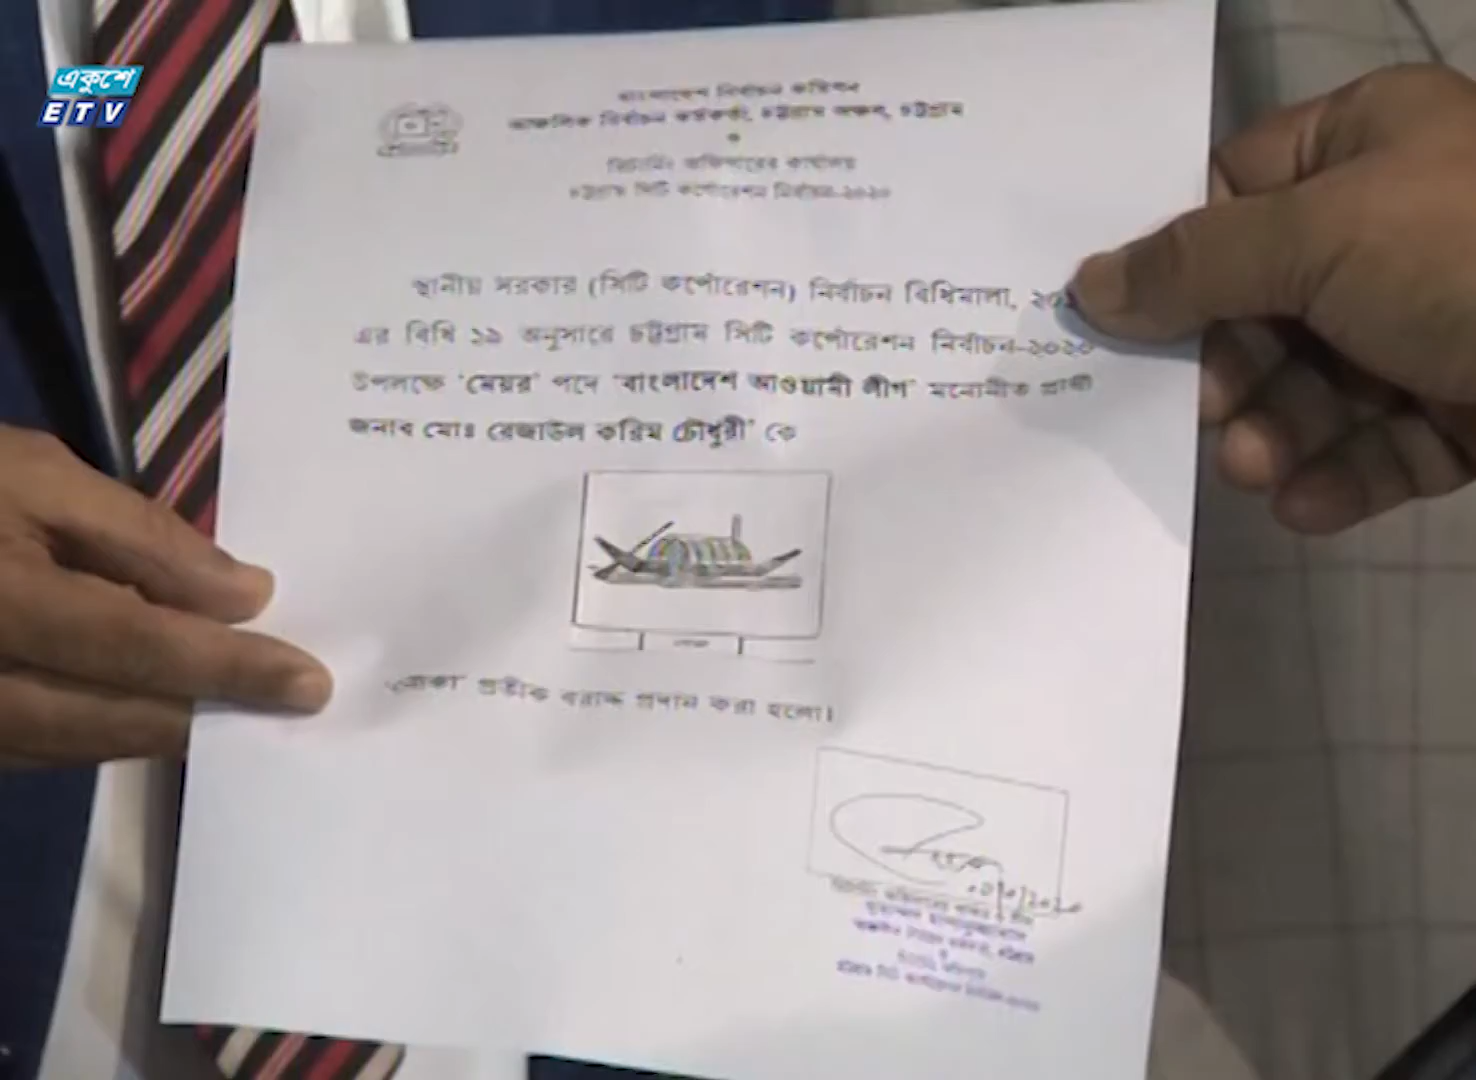 একুশে
ETV
বাংলাদেশ নির্বাচন কমিশন
আঞ্চলিক নির্বাচন কর্মকর্তা, চট্টগ্রাম অঞ্চল, চট্টগ্রাম
ও
রিটার্নিং অফিসারের কার্যালয়
চট্টগ্রাম সিটি কর্পোরেশন নির্বাচন-২০২০
স্থানীয় সরকার (সিটি কর্পোরেশন) নির্বাচন বিধিমালা,
এর বিধি ১৯ অনুসারে চট্টগ্রাম সিটি কর্পোরেশন নির্বাচন-২০২০
উপলক্ষে 'মেয়র' পদে 'বাংলাদেশ আওয়ামী লীগ' মনোনীত প্রার্থী
জনাব মোঃ রেজাউল করিম চৌধুরী' কে
প্রতীক বরাদ্দ প্রদান করা হলো।